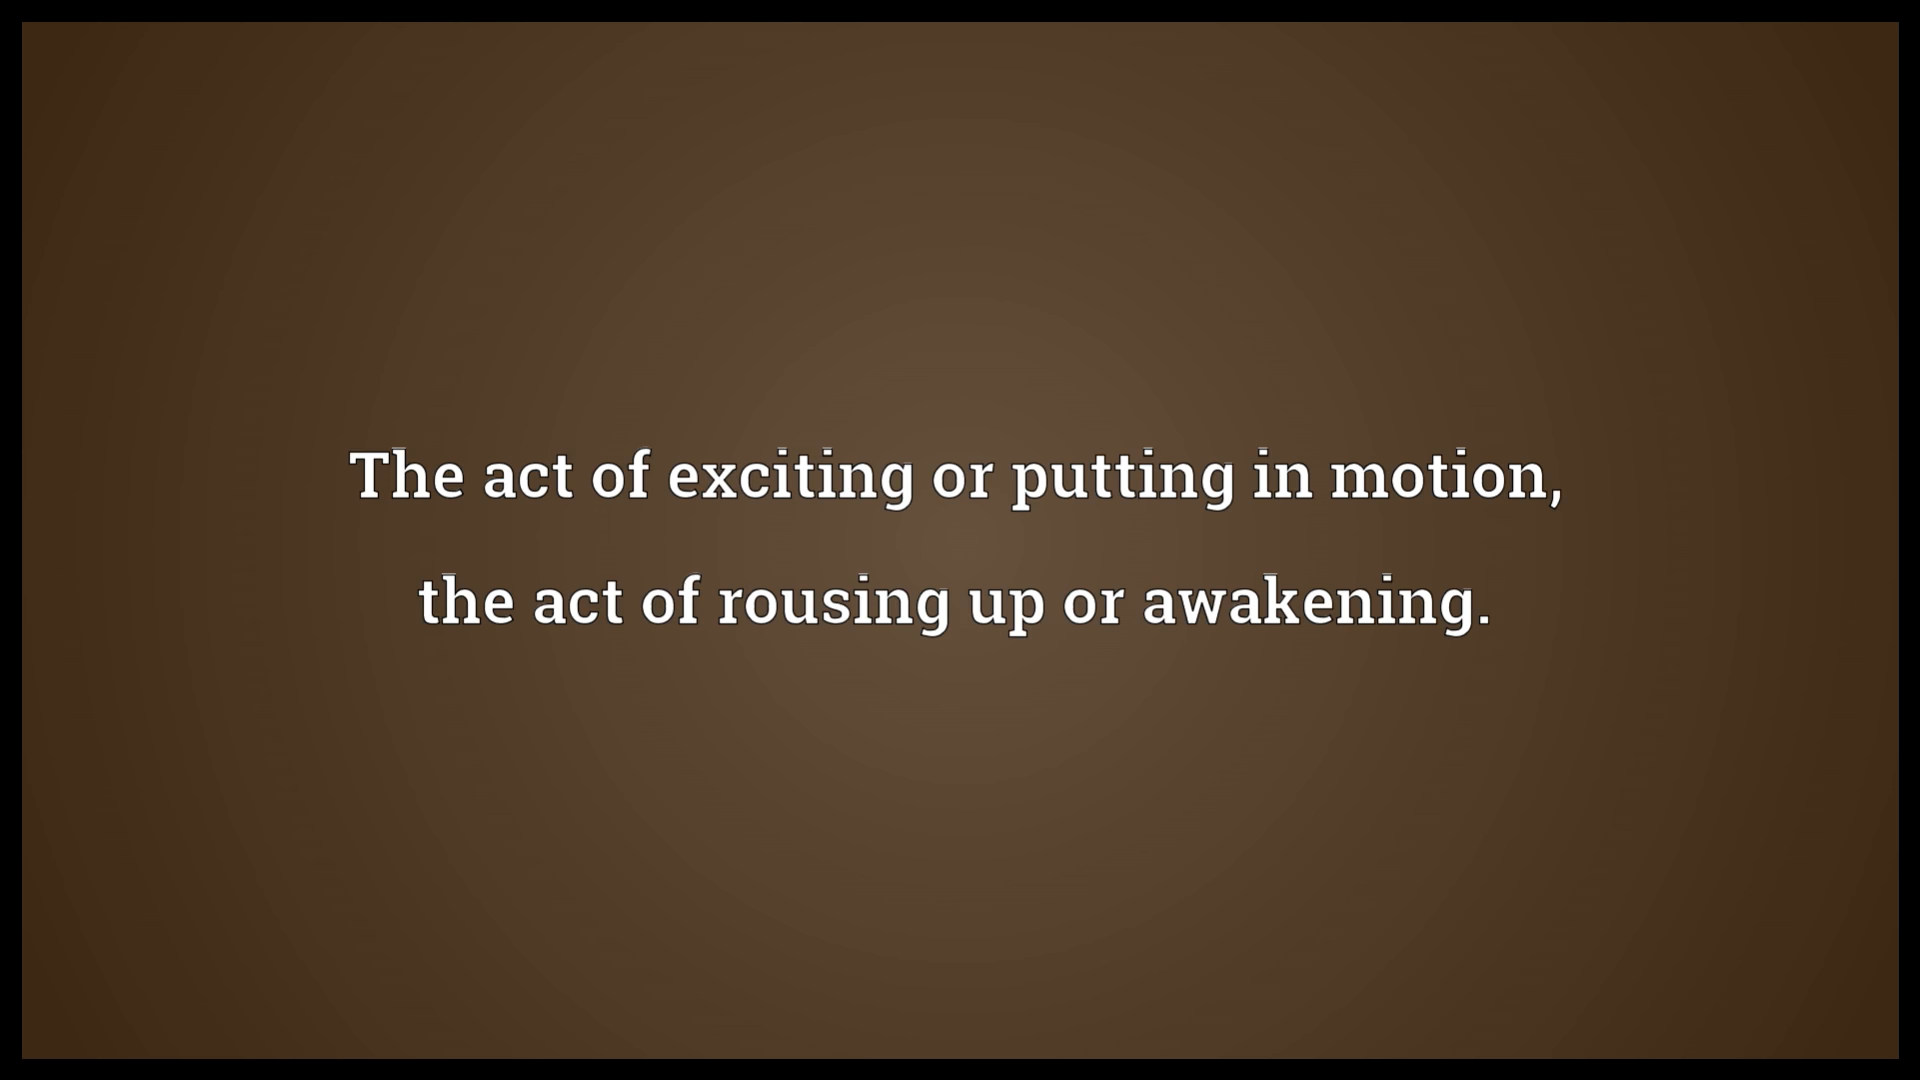 The act of exciting or putting in motion,
the act of rousing up or awakening.